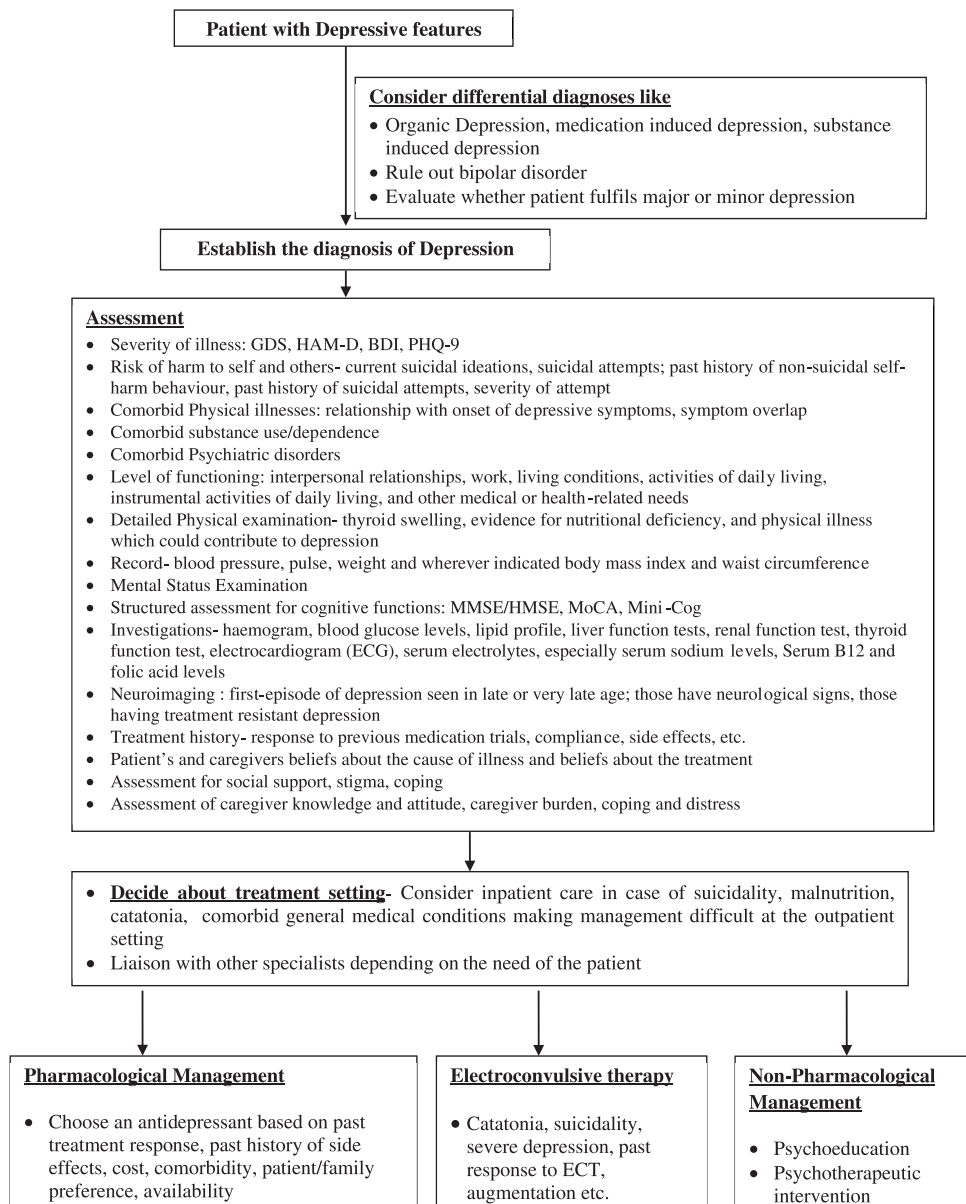 Patient with Depressive features
Consider differential diagnoses like
• Organic Depression, medication induced depression, substance
induced depression
• Rule out bipolar disorder
• Evaluate whether patient fulfils major or minor depression
Establish the diagnosis of Depression
Assessment
• Severity of illness: GDS, HAM-D, BDI, PHQ-9
• Risk of harm to self and others- current suicidal ideations, suicidal attempts; past history of non-suicidal self-
harm behaviour, past history of suicidal attempts, severity of attempt
• Comorbid Physical illnesses: relationship with onset of depressive symptoms, symptom overlap
• Comorbid substance use/dependence
• Comorbid Psychiatric disorders
• Level of functioning: interpersonal relationships, work, living conditions, activities of daily living,
instrumental activities of daily living, and other medical or health-related needs
• Detailed Physical examination- thyroid swelling, evidence for nutritional deficiency, and physical illness
which could contribute to depression
• Record- blood pressure, pulse, weight and wherever indicated body mass index and waist circumference
• Mental Status Examination
• Structured assessment for cognitive functions: MMSE/HMSE, MoCA, Mini-Cog
• Investigations- haemogram, blood glucose levels, lipid profile, liver function tests, renal function test, thyroid
function test, electrocardiogram (ECG), serum electrolytes, especially serum sodium levels, Serum B12 and
folic acid levels
• Neuroimaging : first-episode of depression seen in late or very late age; those have neurological signs, those
having treatment resistant depression
• Treatment history- response to previous medication trials, compliance, side effects, etc.
• Patient's and caregivers beliefs about the cause of illness and beliefs about the treatment
• Assessment for social support, stigma, coping
• Assessment of caregiver knowledge and attitude, caregiver burden, coping and distress
• Decide about treatment setting- Consider inpatient care in case of suicidality, malnutrition,
catatonia, comorbid general medical conditions making management difficult at the outpatient
setting
• Liaison with other specialists depending on the need of the patient
Pharmacological Management
• Choose an antidepressant based on past
treatment response, past history of side
effects, cost, comorbidity, patient/family
preference, availability
Electroconvulsive therapy
• Catatonia, suicidality,
severe depression, past
response to ECT,
augmentation etc.
Non-Pharmacological
Management
• Psychoeducation
• Psychotherapeutic
intervention